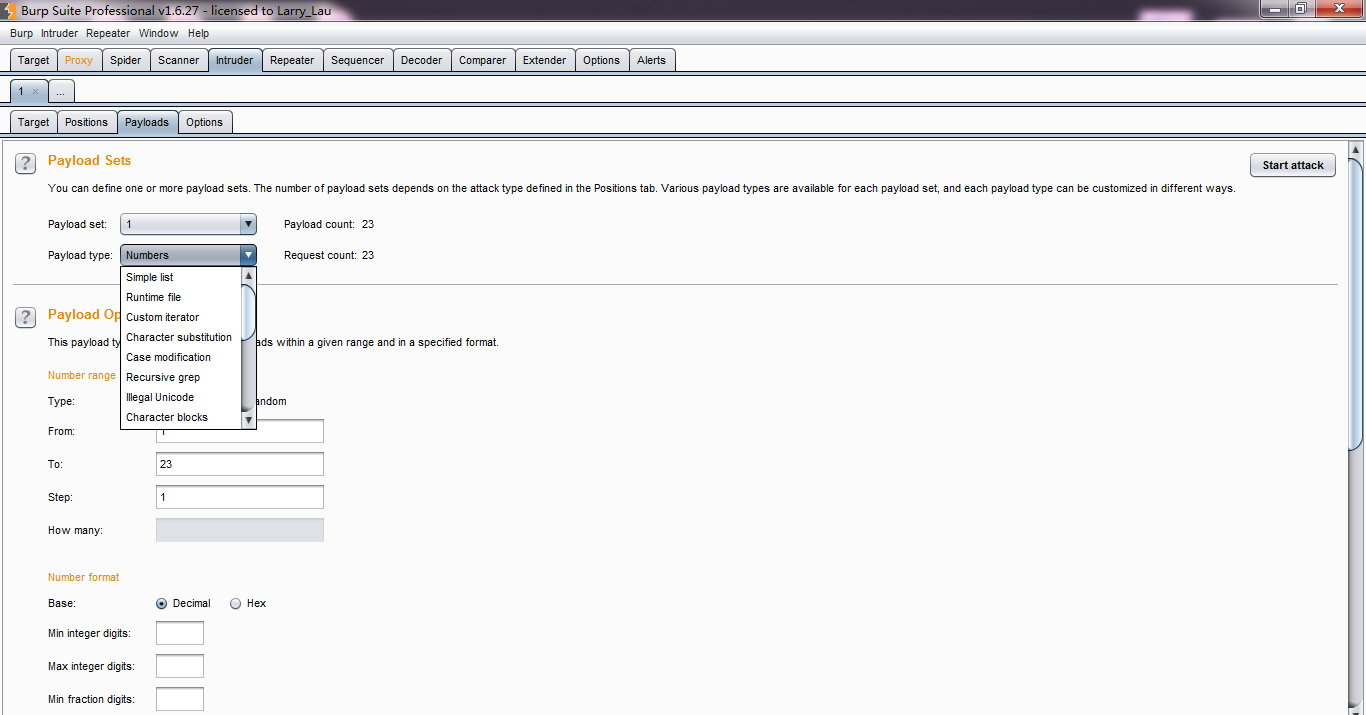 Burp Suite Professional v1.6.27 - licensed to Larry_Lau
Burp Intruder Repeater Window Help
Target Proxy Spider Scanner Intruder Repeater Sequencer Decoder Comparer Extender Options Alerts
1 × ...
Target Positions Payloads Options
? Payload Sets
Start attack
You can define one or more payload sets. The number of payload sets depends on the attack type defined in the Positions tab. Various payload types are available for each payload set, and each payload type can be customized in different ways.
Payload set: 1 Payload count: 23
Payload type: Numbers Request count: 23
Simple list
Runtime file
Custom iterator
Character substitution
Case modification
Recursive grep
Illegal Unicode
Character blocks
? Payload Op
This payload ty ads within a given range and in a specified format.
Number range
Type: andom
From: 1
To: 23
Step: 1
How many:
Number format
Base: Decimal Hex
Min integer digits:
Max integer digits:
Min fraction digits: